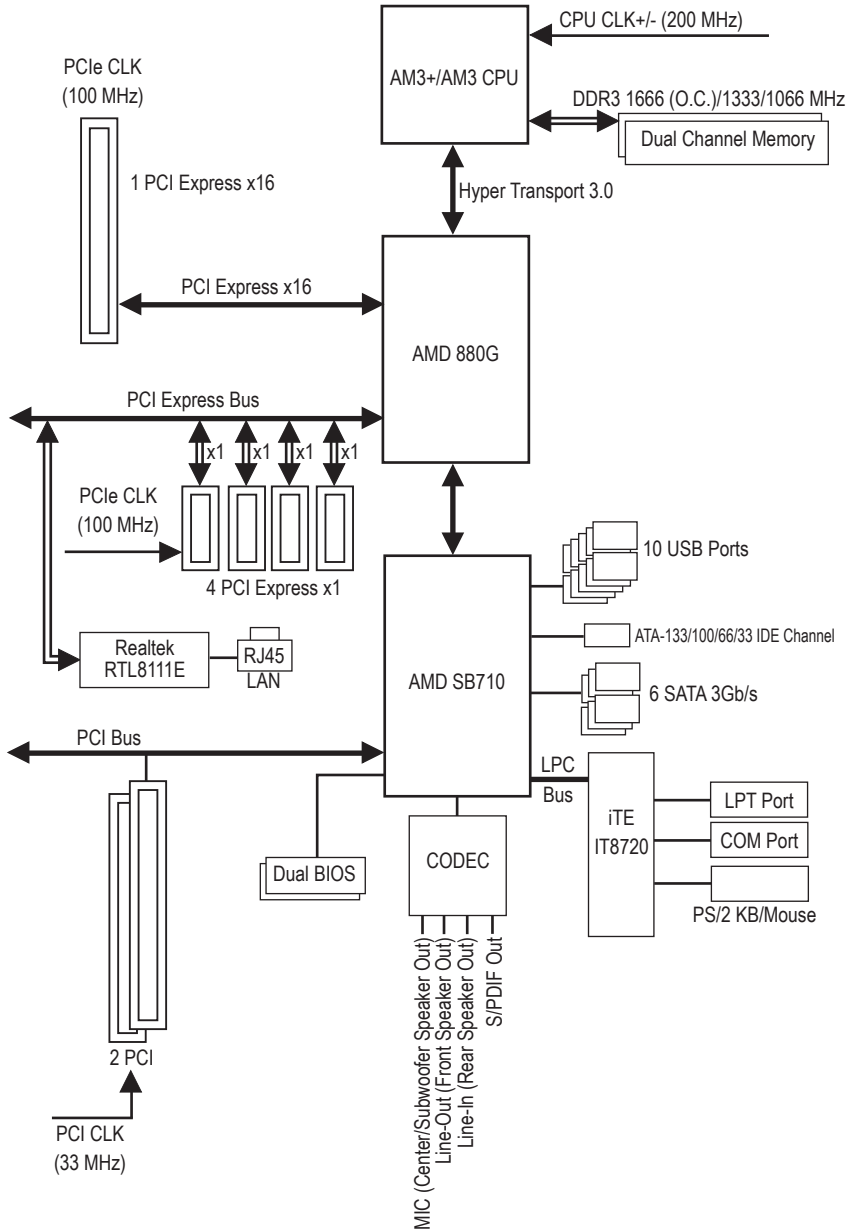 CPU CLK+/- (200 MHz)
AM3+/AM3 CPU
PCIe CLK
(100 MHz)
DDR3 1666 (O.C.)/1333/1066 MHz
Dual Channel Memory
1 PCI Express x16
Hyper Transport 3.0
PCI Express x16
AMD 880G
PCI Express Bus
x1
x1
x1
x1
PCIe CLK
(100 MHz)
4 PCI Express x1
10 USB Ports
ATA-133/100/66/33 IDE Channel
Realtek
RTL8111E
RJ45
LAN
AMD SB710
6 SATA 3Gb/s
PCI Bus
LPC
Bus
iTE
IT8720
LPT Port
COM Port
PS/2 KB/Mouse
Dual BIOS
CODEC
MIC (Center/Subwoofer Speaker Out)
Line-Out (Front Speaker Out)
Line-In (Rear Speaker Out)
S/PDIF Out
2 PCI
PCI CLK
(33 MHz)